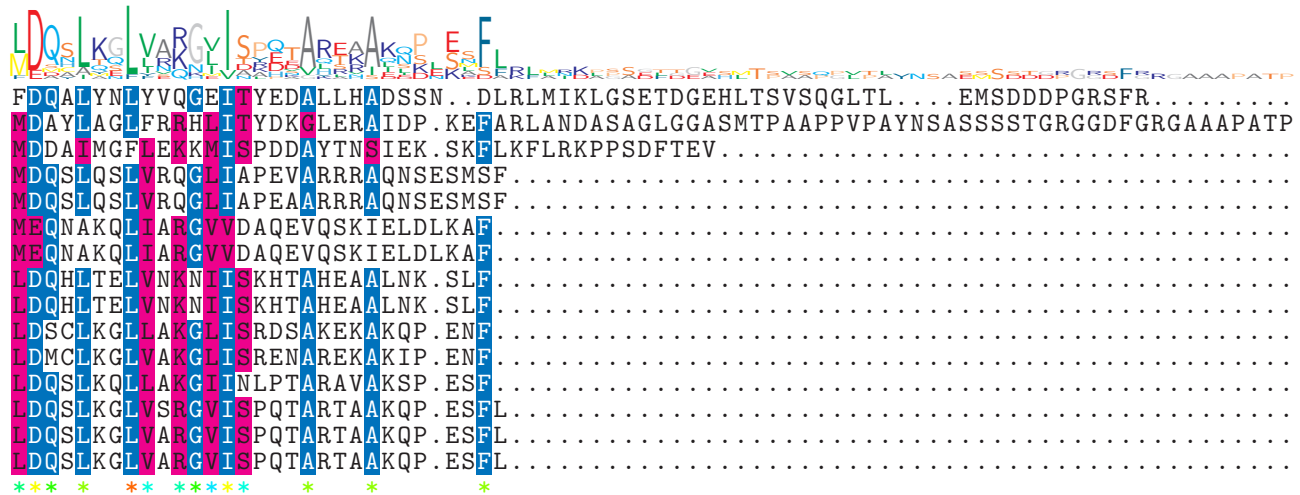 FDQALYNLYVQGEITYEDALLHADSSN..DLRLMIKLGSETDGEHLTSVSQGLTL    EMSDDDPGRSFR.........
MDAYLAGLFRRHLITYDKGLERAIDP.KEFARLANDASAGLGGASMTPAAPPVPAYNSASSSSTGRGGDFGRGAAAPATP
MDDAIMGFLEKKMISPDDAYTNSIEK.SKFLKFLRKPPSDFTEV....................................
MDQSLQSLVRQGLIAPEVARRRAQNSESMSF.................................................
MDQSLQSLVRQGLIAPEAARRRAQNSESMSF.................................................
MEQNAKQLIARGVVDAQEVQSKIELDLKAF..................................................
MEQNAKQLIARGVVDAQEVQSKIELDLKAF..................................................
LDQHLTELVNKNIISKHTAHEAALNK.SLF..................................................
LDQHLTELVNKNIISKHTAHEAALNK.SLF..................................................
LDSCLKGLLAKGLISRDSAKEKAKQP.ENF..................................................
LDMCLKGLVAKGLISRENAREKAKIP.ENF..................................................
LDQSLKQLLAKGIINLPTARAVAKSP.ESF..................................................
LDQSLKGLVSRGVISPQTARTAAKQP.ESFL.................................................
LDQSLKGLVARGVISPQTARTAAKQP.ESFL.................................................
LDQSLKGLVARGVISPQTARTAAKQP.ESFL.................................................
*** *  ** *****   *   *      *